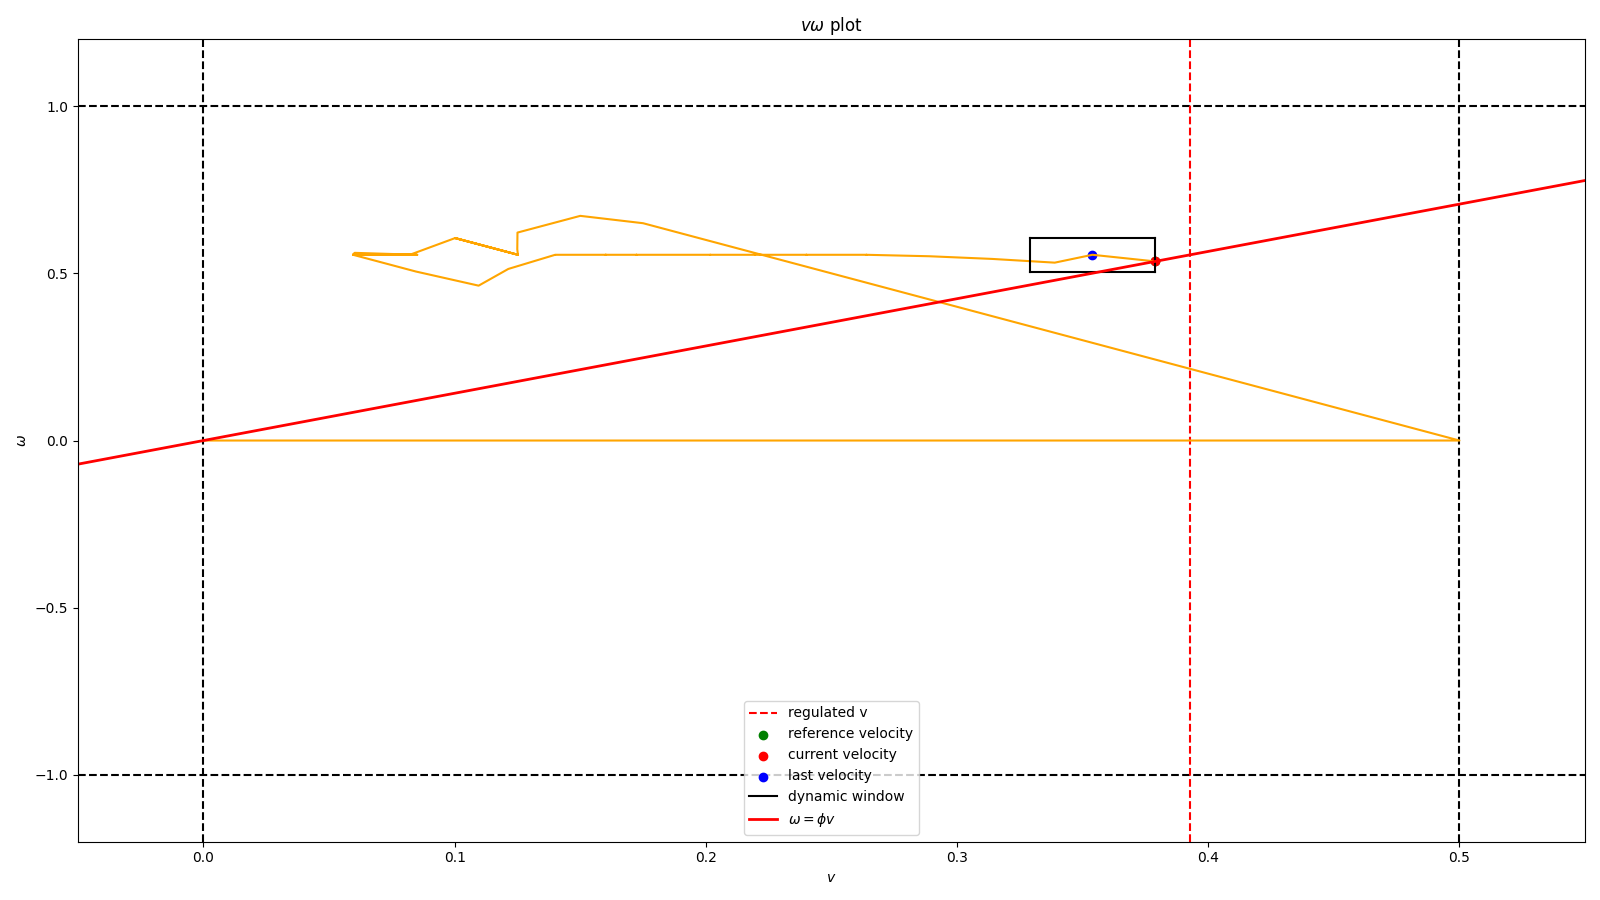 vω plot
1.0
0.5
0.0
−0.5
−1.0
ω
0.0
0.1
0.2
0.3
0.4
0.5
v
regulated v
reference velocity
current velocity
last velocity
dynamic window
ω = ϕv